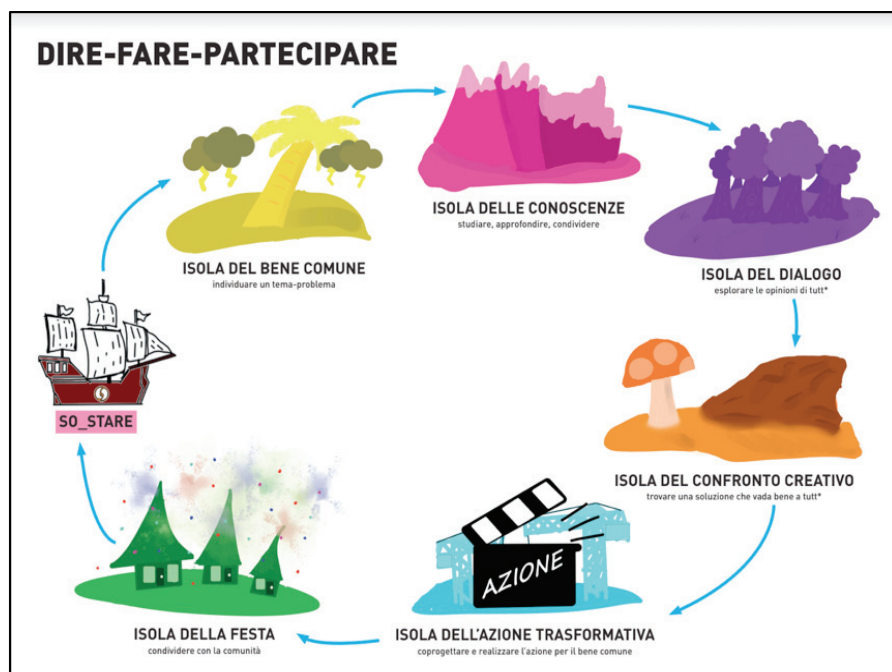 DIRE-FARE-PARTECIPARE
ISOLA DEL BENE COMUNE
individuare un tema-problema
ISOLA DELLE CONOSCENZE
studiare, approfondire, condividere
ISOLA DEL DIALOGO
esplorare le opinioni di tutt*
ISOLA DEL CONFRONTO CREATIVO
trovare una soluzione che vada bene a tutt*
AZIONE
ISOLA DELL'AZIONE TRASFORMATIVA
coprogettare e realizzare l'azione per il bene comune
ISOLA DELLA FESTA
condividere con la comunità
SO_STARE